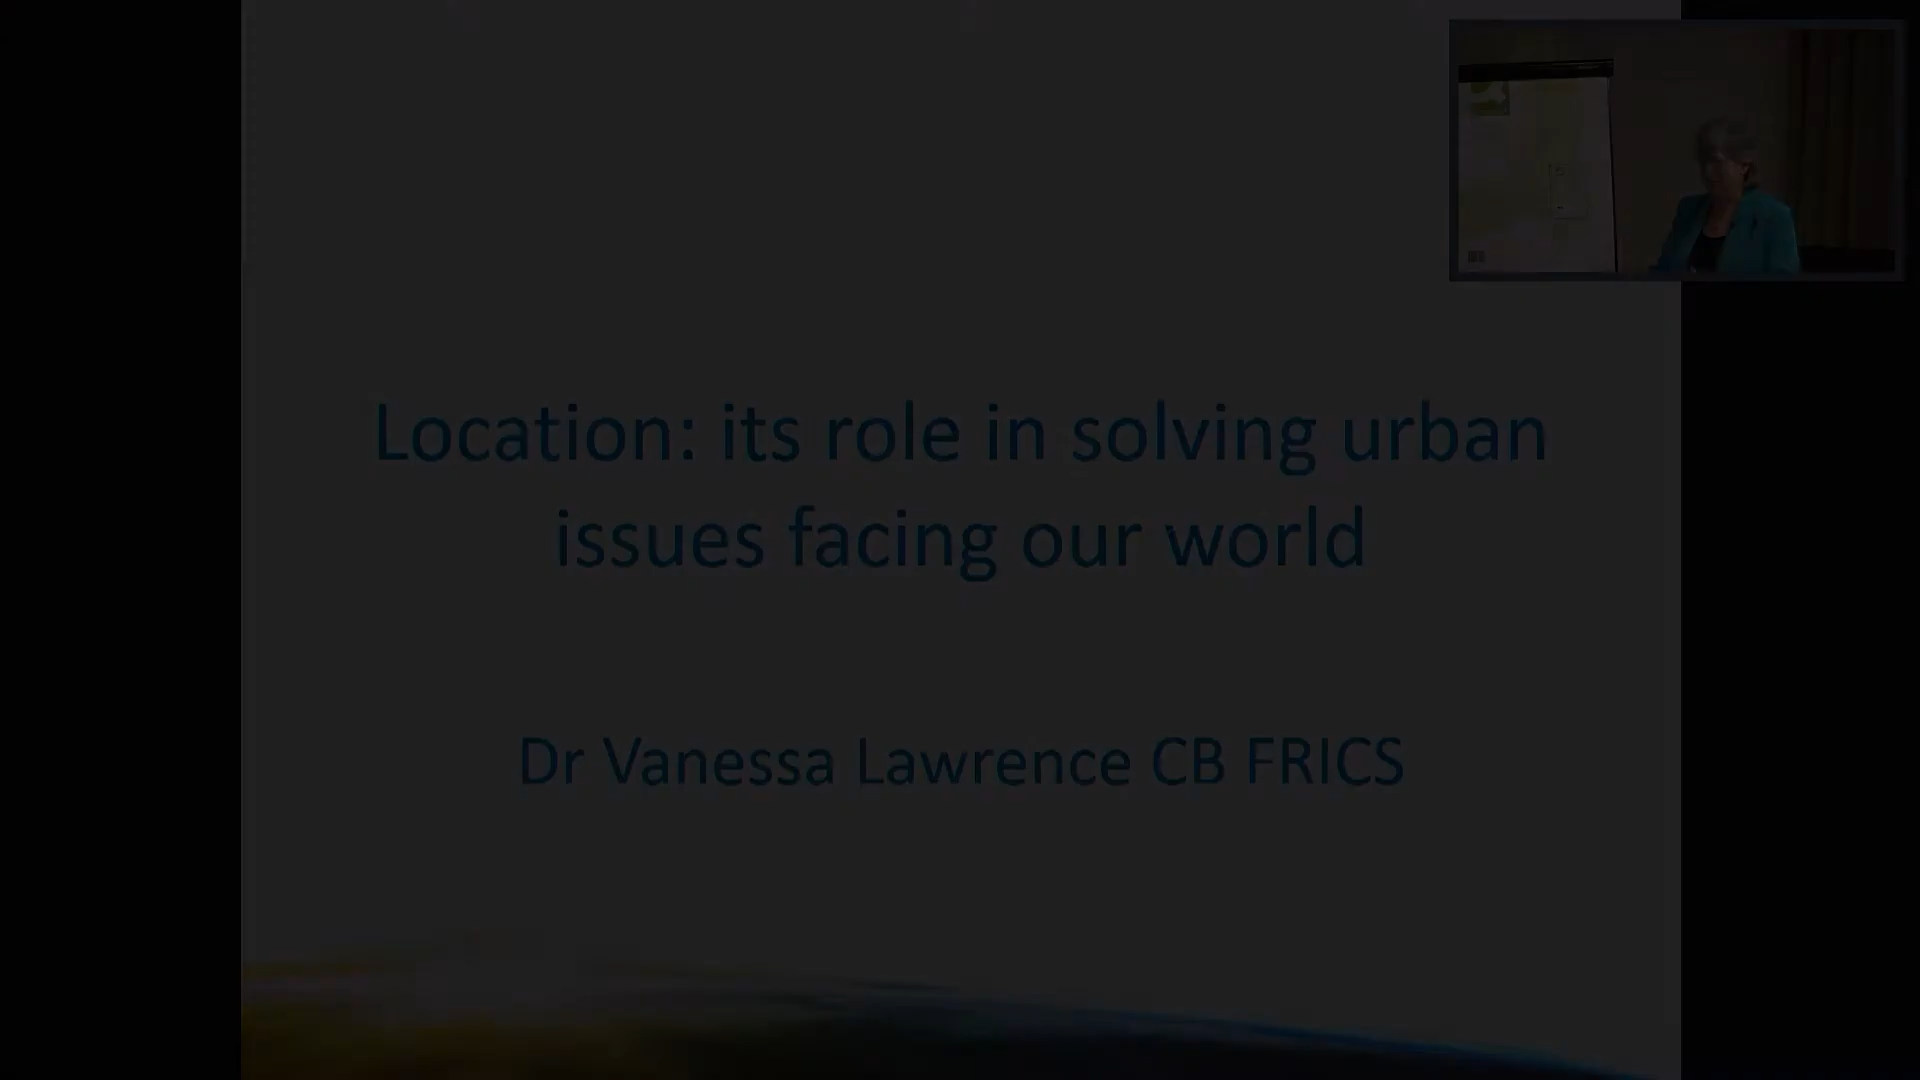 Location: its role in solving urban
issues facing our world
Dr Vanessa Lawrence CB FRICS